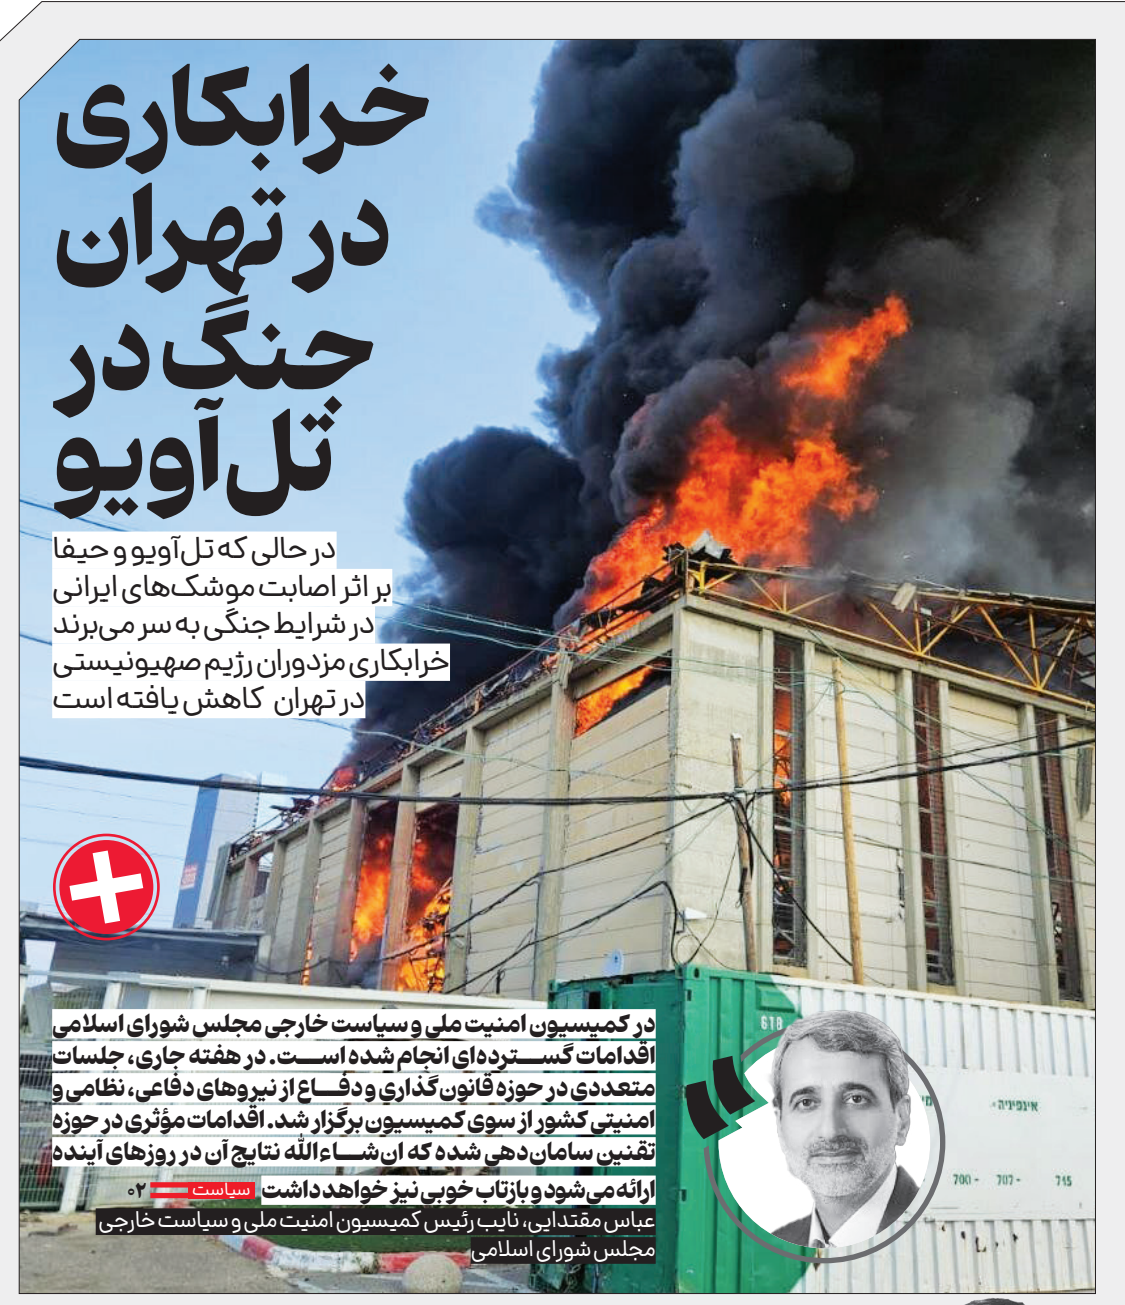 خرابکاری
در تهران
جنگ در
تل‌آویو
در حالی که تل‌آویو و حیفا
بر اثر اصابت موشک‌های ایرانی
در شرایط جنگی به سر می‌برند
خرابکاری مزدوران رژیم صهیونیستی
در تهران کاهش یافته است
در کمیسیون امنیت ملی و سیاست خارجی مجلس شورای اسلامی
اقدامات گســترده‌ای انجام شده اســت. در هفته جاری، جلسات
متعددی در حوزه قانون‌گذاری و دفــاع از نیروهای دفاعی، نظامی و
امنیتی کشور از سوی کمیسیون برگزار شد. اقدامات مؤثری در حوزه
تقنین سامان‌دهی شده که ان‌شــاءالله نتایج آن در روزهای آینده
ارائه می‌شود و بازتاب خوبی نیز خواهد داشت سیاست ۰۲
عباس مقتدایی، نایب رئیس کمیسیون امنیت ملی و سیاست خارجی
مجلس شورای اسلامی
618
אינפיניה
700 - 707 - 715